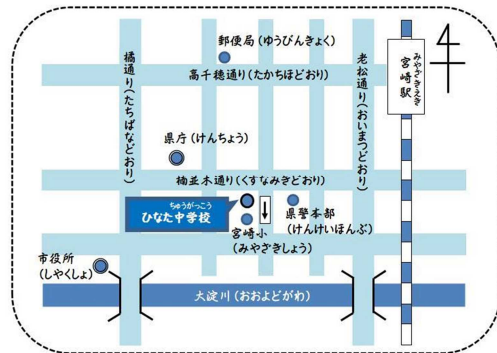 郵便局(ゆうびんきょく)
高千穂通り(たかちほどおり)
橘通り(たちばなどおり)
老松通り(おいまつどおり)
みやざきえき
宮崎駅
県庁(けんちょう)
楠並木通り(くすなみきどおり)
ちゅうがっこう
ひなた中学校
宮崎小
(みやざきしょう)
県警本部
(けんけいほんぶ)
市役所
(しやくしょ)
大淀川(おおよどがわ)